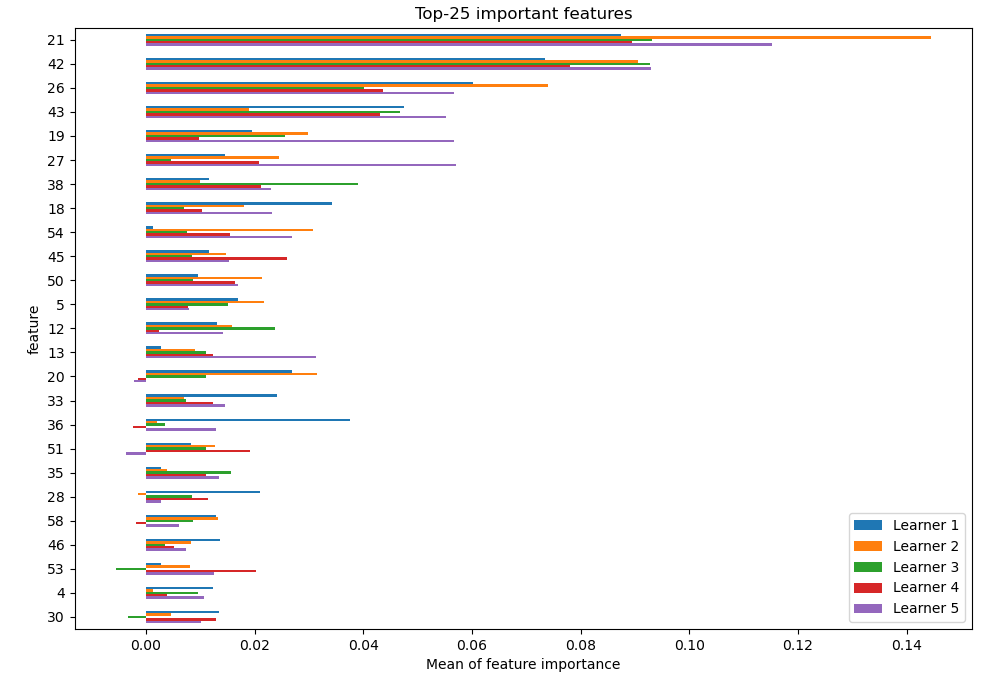 Top-25 important features
feature
21
42
26
43
19
27
38
18
54
45
50
5
12
13
20
33
36
51
35
28
58
46
53
4
30
Learner 1
Learner 2
Learner 3
Learner 4
Learner 5
0.00 0.02 0.04 0.06 0.08 0.10 0.12 0.14
Mean of feature importance